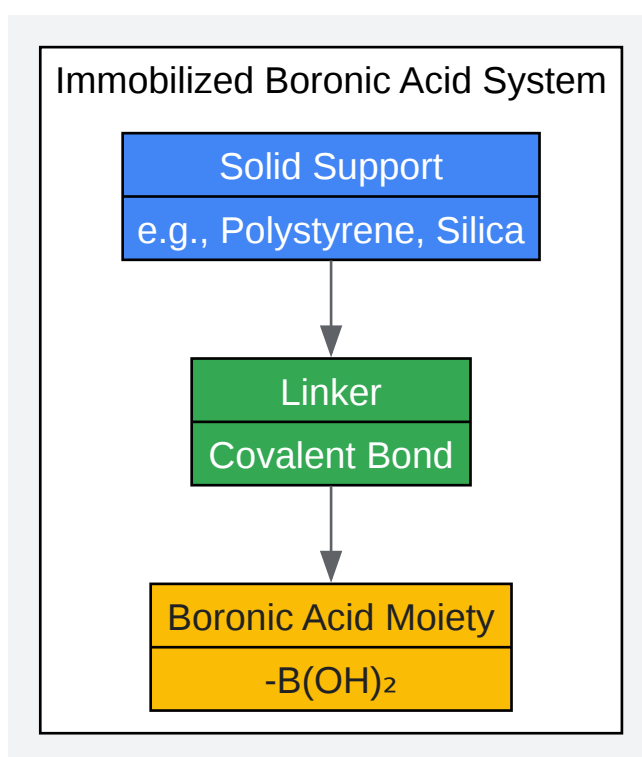 Immobilized Boronic Acid System
Solid Support
e.g., Polystyrene, Silica
Linker
Covalent Bond
Boronic Acid Moiety
-B(OH)₂